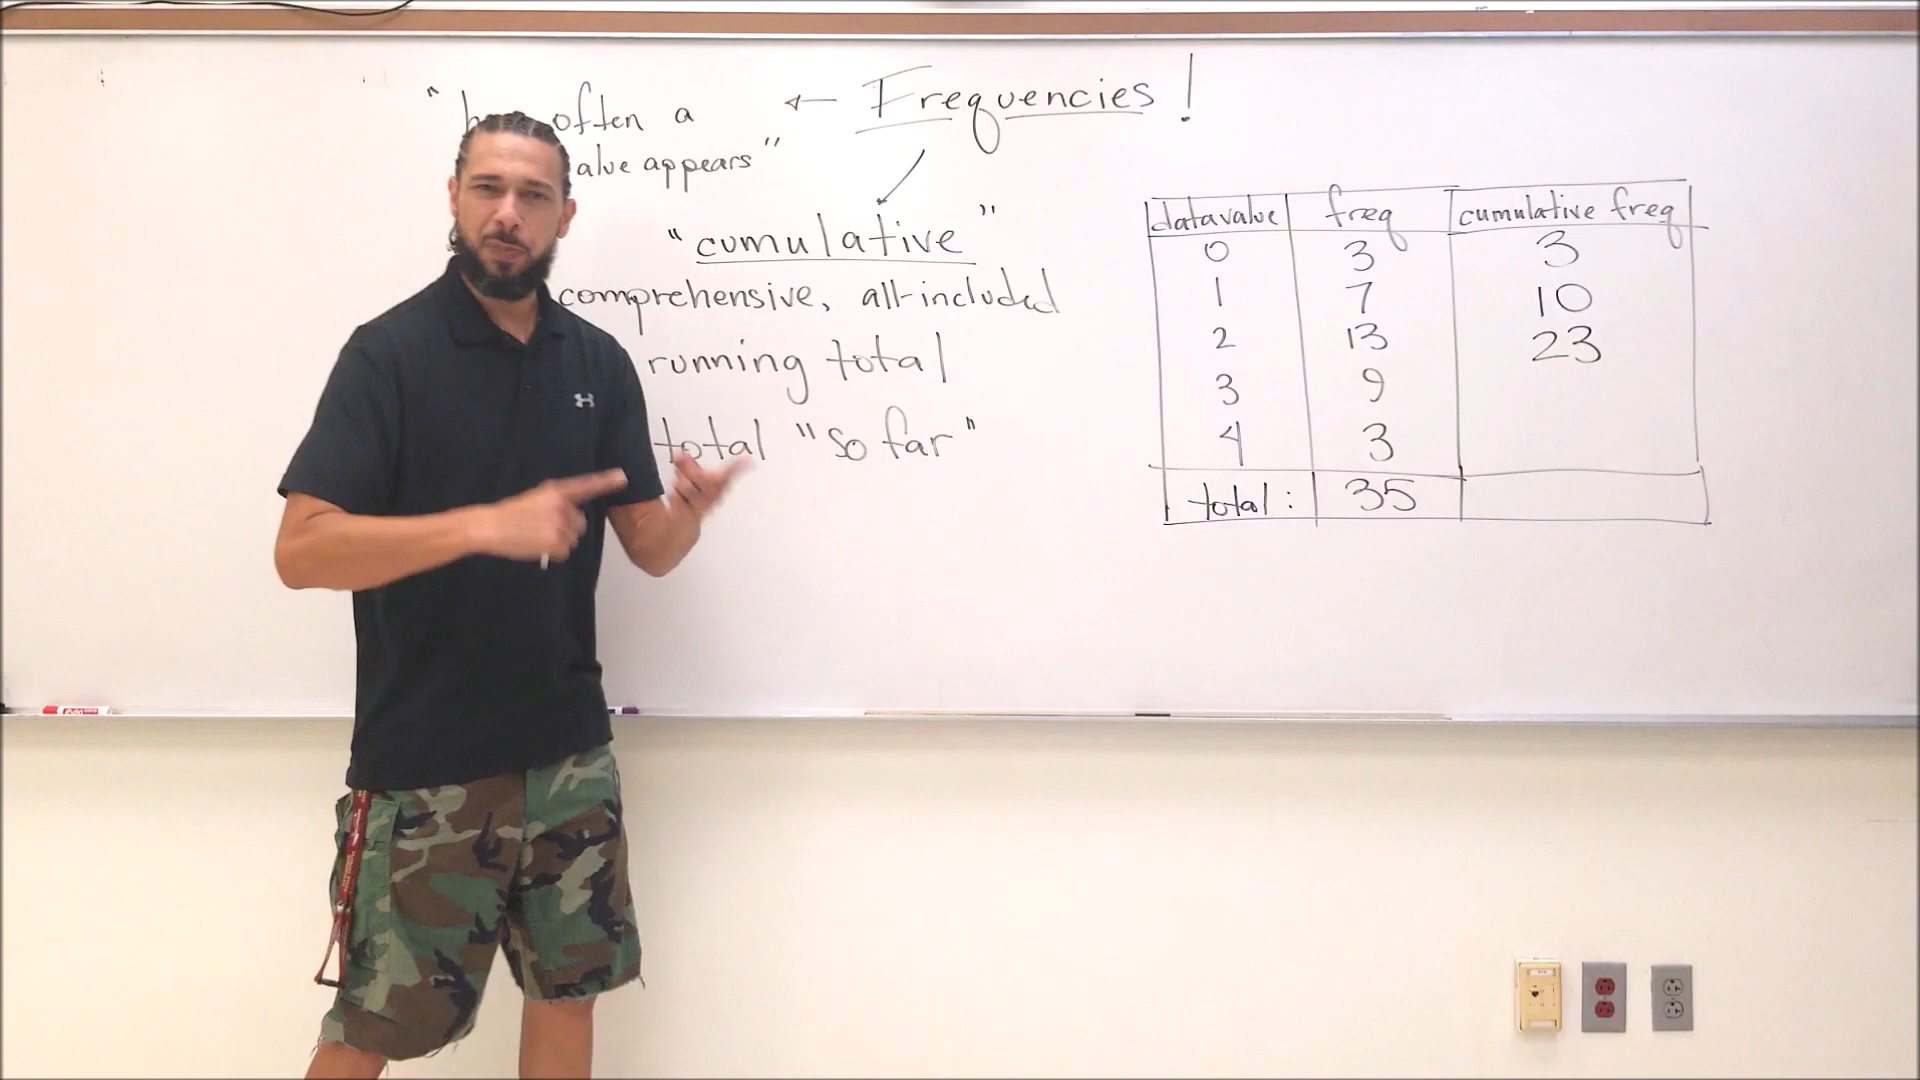 ← Frequencies!
" often a
appears"
"cumulative"
comprehensive, all-included
running total
total "so far"
datavalue freq cumulative freq
0 3 3
1 7 10
2 13 23
3 9
4 3
total: 35